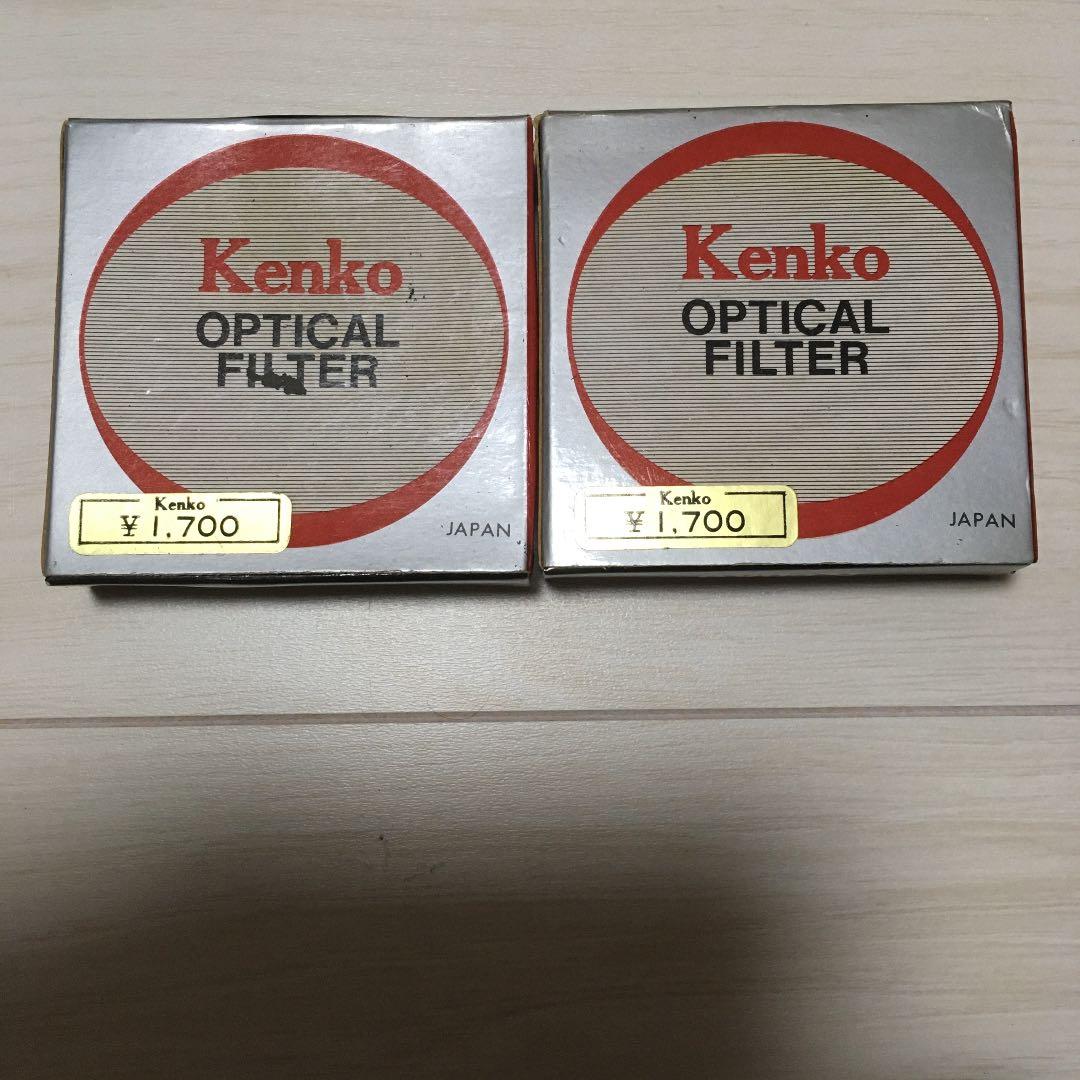 Kenko
OPTICAL
FILTER
Kenko
¥ 1,700
JAPAN
Kenko
OPTICAL
FILTER
Kenko
¥ 1,700
JAPAN